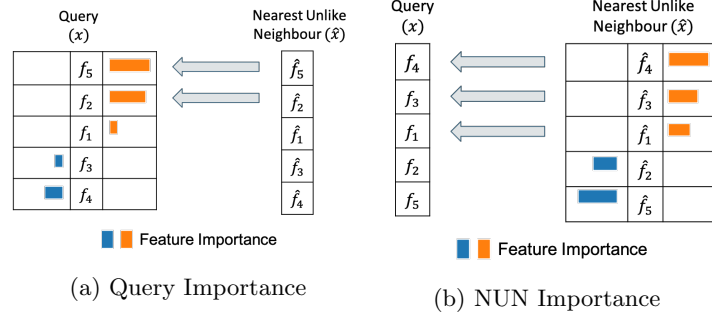 Query
(x)
Nearest Unlike
Neighbour (x̂)
f₅
f̂₅
f₂
f̂₂
f₁
f̂₁
f₃
f̂₃
f₄
f̂₄
Feature Importance
(a) Query Importance
Query
(x)
Nearest Unlike
Neighbour (x̂)
f₄
f̂₄
f₃
f̂₃
f₁
f̂₁
f₂
f̂₂
f₅
f̂₅
Feature Importance
(b) NUN Importance